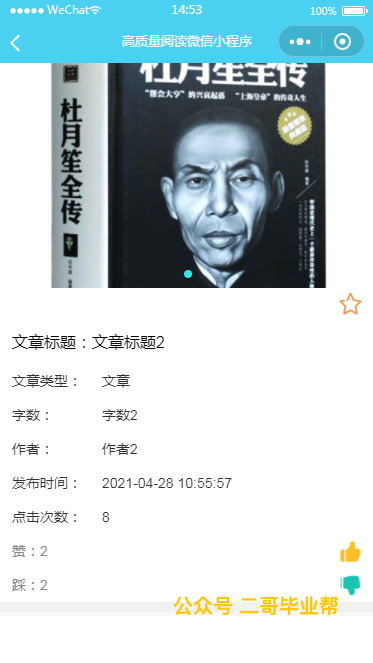 WeChat
14:53
100%
高质量阅读微信小程序
杜月笙全传
“帮会大亨”的兴衰起落 “上海皇帝”的传奇人生
杜月笙全传
文章标题：文章标题2
文章类型： 文章
字数： 字数2
作者： 作者2
发布时间： 2021-04-28 10:55:57
点击次数： 8
赞：2
踩：2
公众号 二哥毕业帮